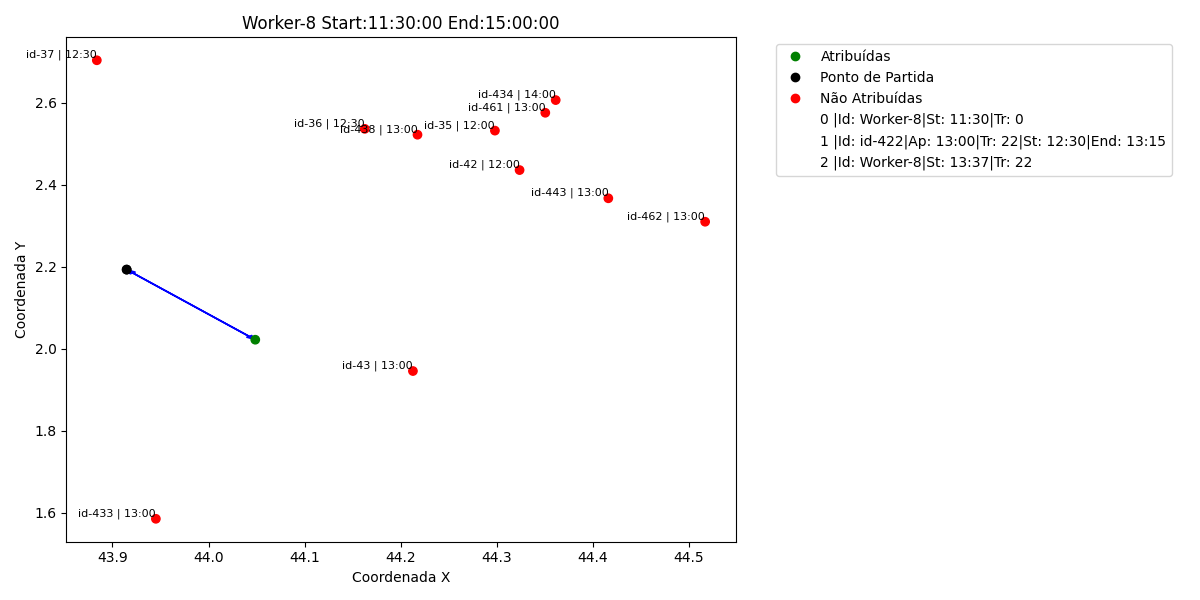 Worker-8 Start:11:30:00 End:15:00:00
id-37 | 12:30
id-434 | 14:00
id-461 | 13:00
id-36 | 12:30
id-438 | 13:00
id-35 | 12:00
id-42 | 12:00
id-443 | 13:00
id-462 | 13:00
id-43 | 13:00
id-433 | 13:00
Coordenada Y
2.6
2.4
2.2
2.0
1.8
1.6
43.9
44.0
44.1
44.2
44.3
44.4
44.5
Coordenada X
Atribuídas
Ponto de Partida
Não Atribuídas
0 |Id: Worker-8|St: 11:30|Tr: 0
1 |Id: id-422|Ap: 13:00|Tr: 22|St: 12:30|End: 13:15
2 |Id: Worker-8|St: 13:37|Tr: 22